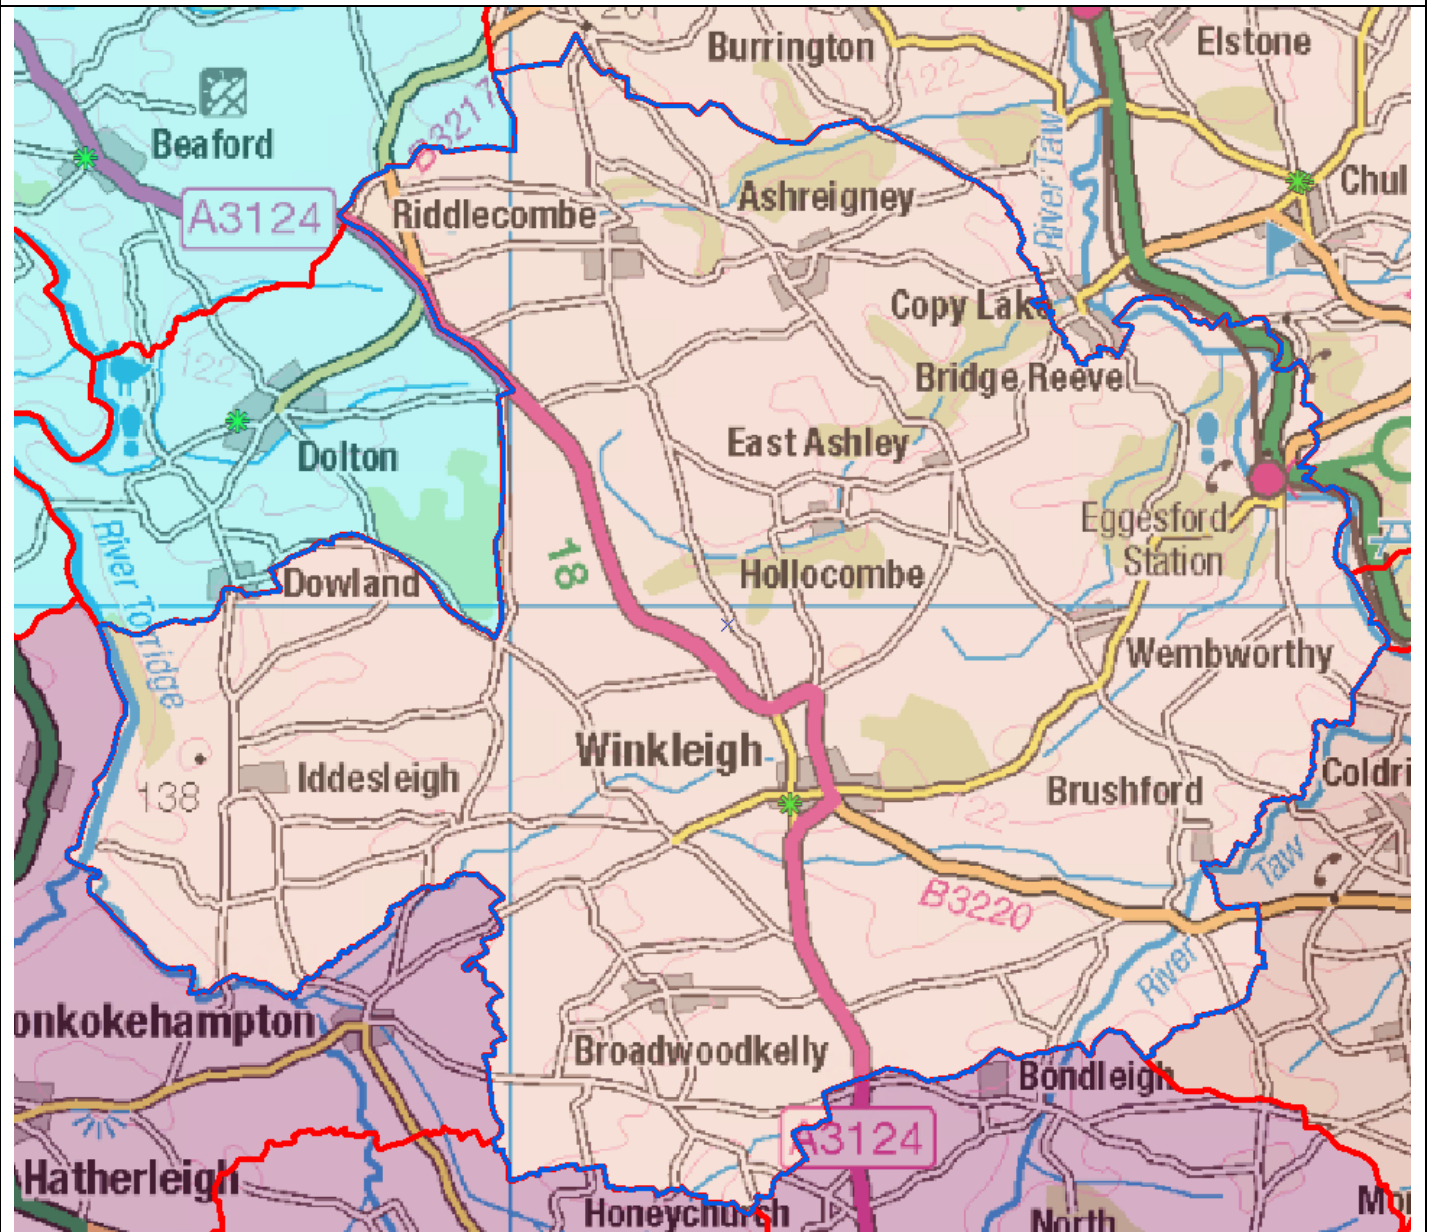 Burrington
Elstone
122
Beaford
B3217
River Taw
Chul
A3124
Riddlecombe
Ashreigney
Copy Lake
122
Bridge Reeve
East Ashley
Dolton
Eggesford
Station
18
Hollocombe
Dowland
River Torridge
Wembworthy
Winkleigh
Iddesleigh
138
Brushford
Coldri
122
Taw
B3220
River
onkokehampton
Broadwoodkelly
Bondleigh
A3124
Hatherleigh
Honeychurch
North